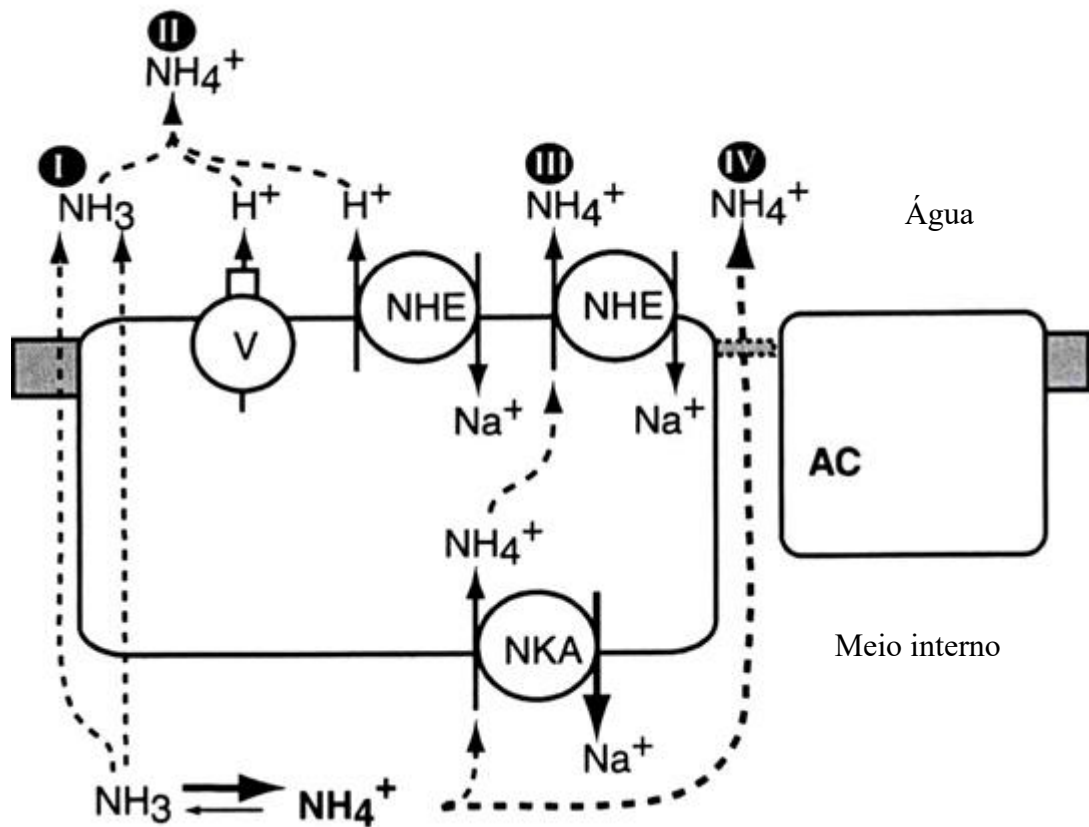 II
NH4+
I
NH3
H+
H+
III
NH4+
IV
NH4+
Água
V
NHE
NHE
Na+
Na+
AC
NH4+
NKA
Meio interno
Na+
NH3
NH4+